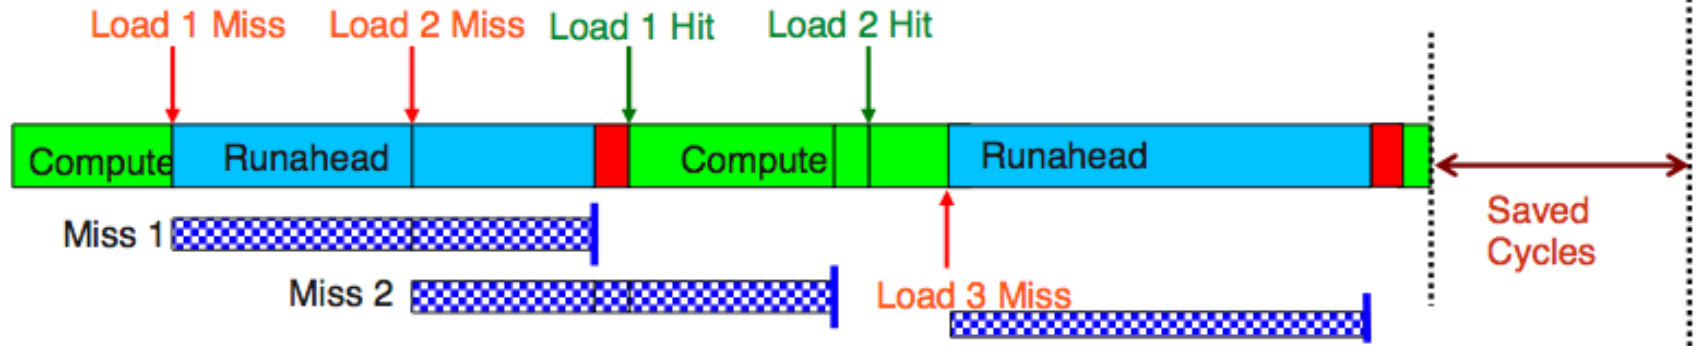 Load 1 Miss
Load 2 Miss
Load 1 Hit
Load 2 Hit
Compute
Runahead
Compute
Runahead
Saved
Cycles
Miss 1
Miss 2
Load 3 Miss